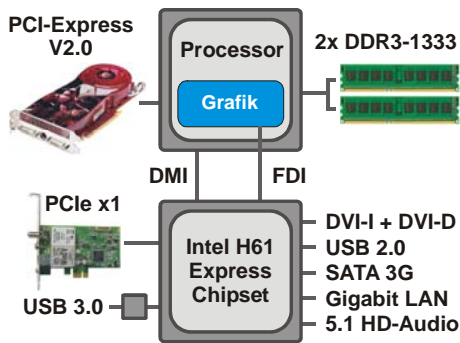 PCI-Express
V2.0
Processor
Grafik
2x DDR3-1333
DMI
FDI
PCIe x1
USB 3.0
Intel H61
Express
Chipset
DVI-I + DVI-D
USB 2.0
SATA 3G
Gigabit LAN
5.1 HD-Audio